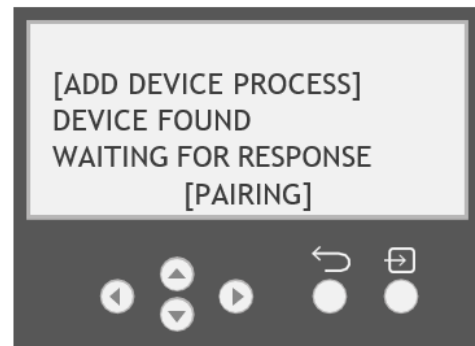 [ADD DEVICE PROCESS]
DEVICE FOUND
WAITING FOR RESPONSE
[PAIRING]